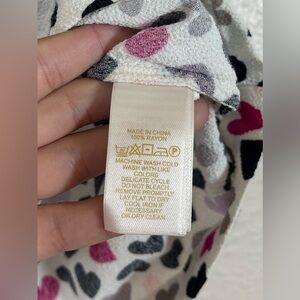 MADE IN CHINA
100% RAYON
MACHINE WASH COLD
WASH WITH LIKE
COLORS
DELICATE CYCLE
DO NOT BLEACH
REMOVE PROMPTLY
LAY FLAT TO DRY
COOL IRON IF
NECESSARY
OR DRY CLEAN